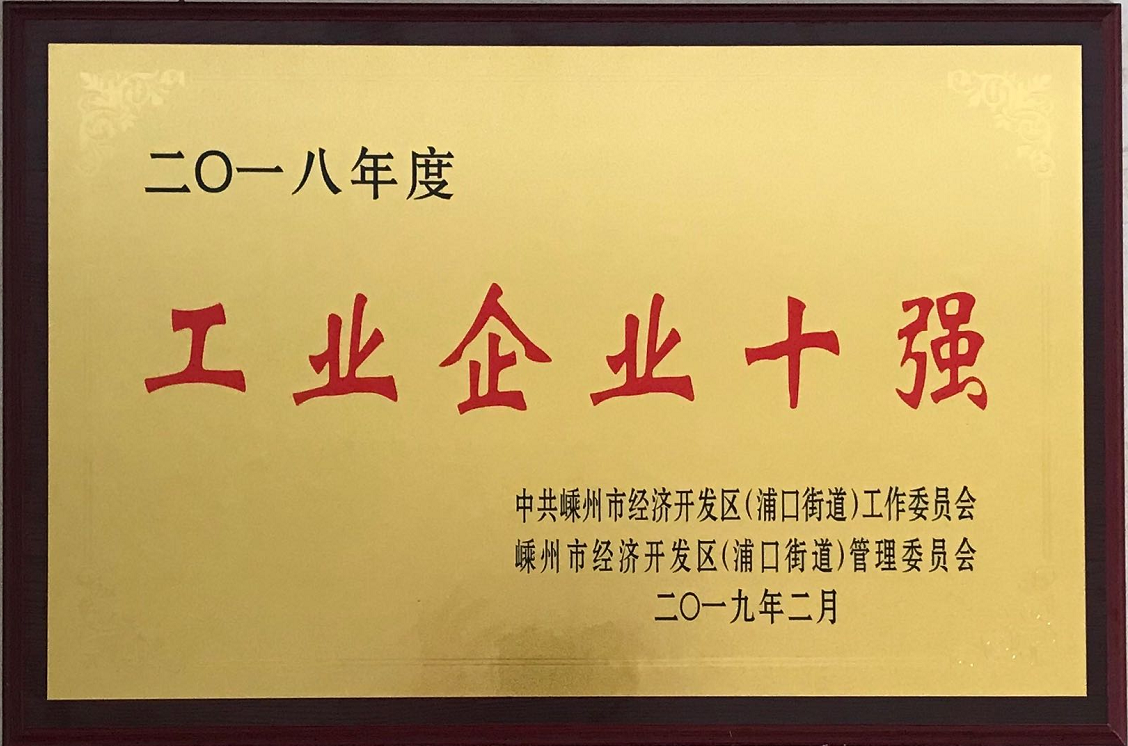 二〇一八年度
工业企业十强
中共嵊州市经济开发区(浦口街道)工作委员会
嵊州市经济开发区(浦口街道)管理委员会
二〇一九年二月